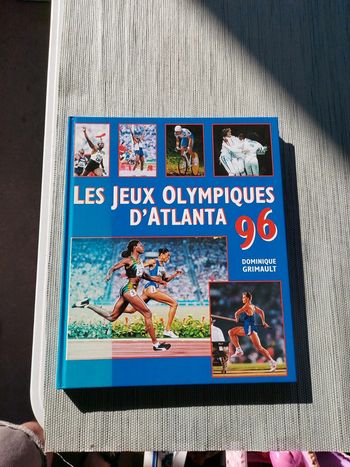 LES JEUX OLYMPIQUES
D'ATLANTA
96
DOMINIQUE
GRIMAULT